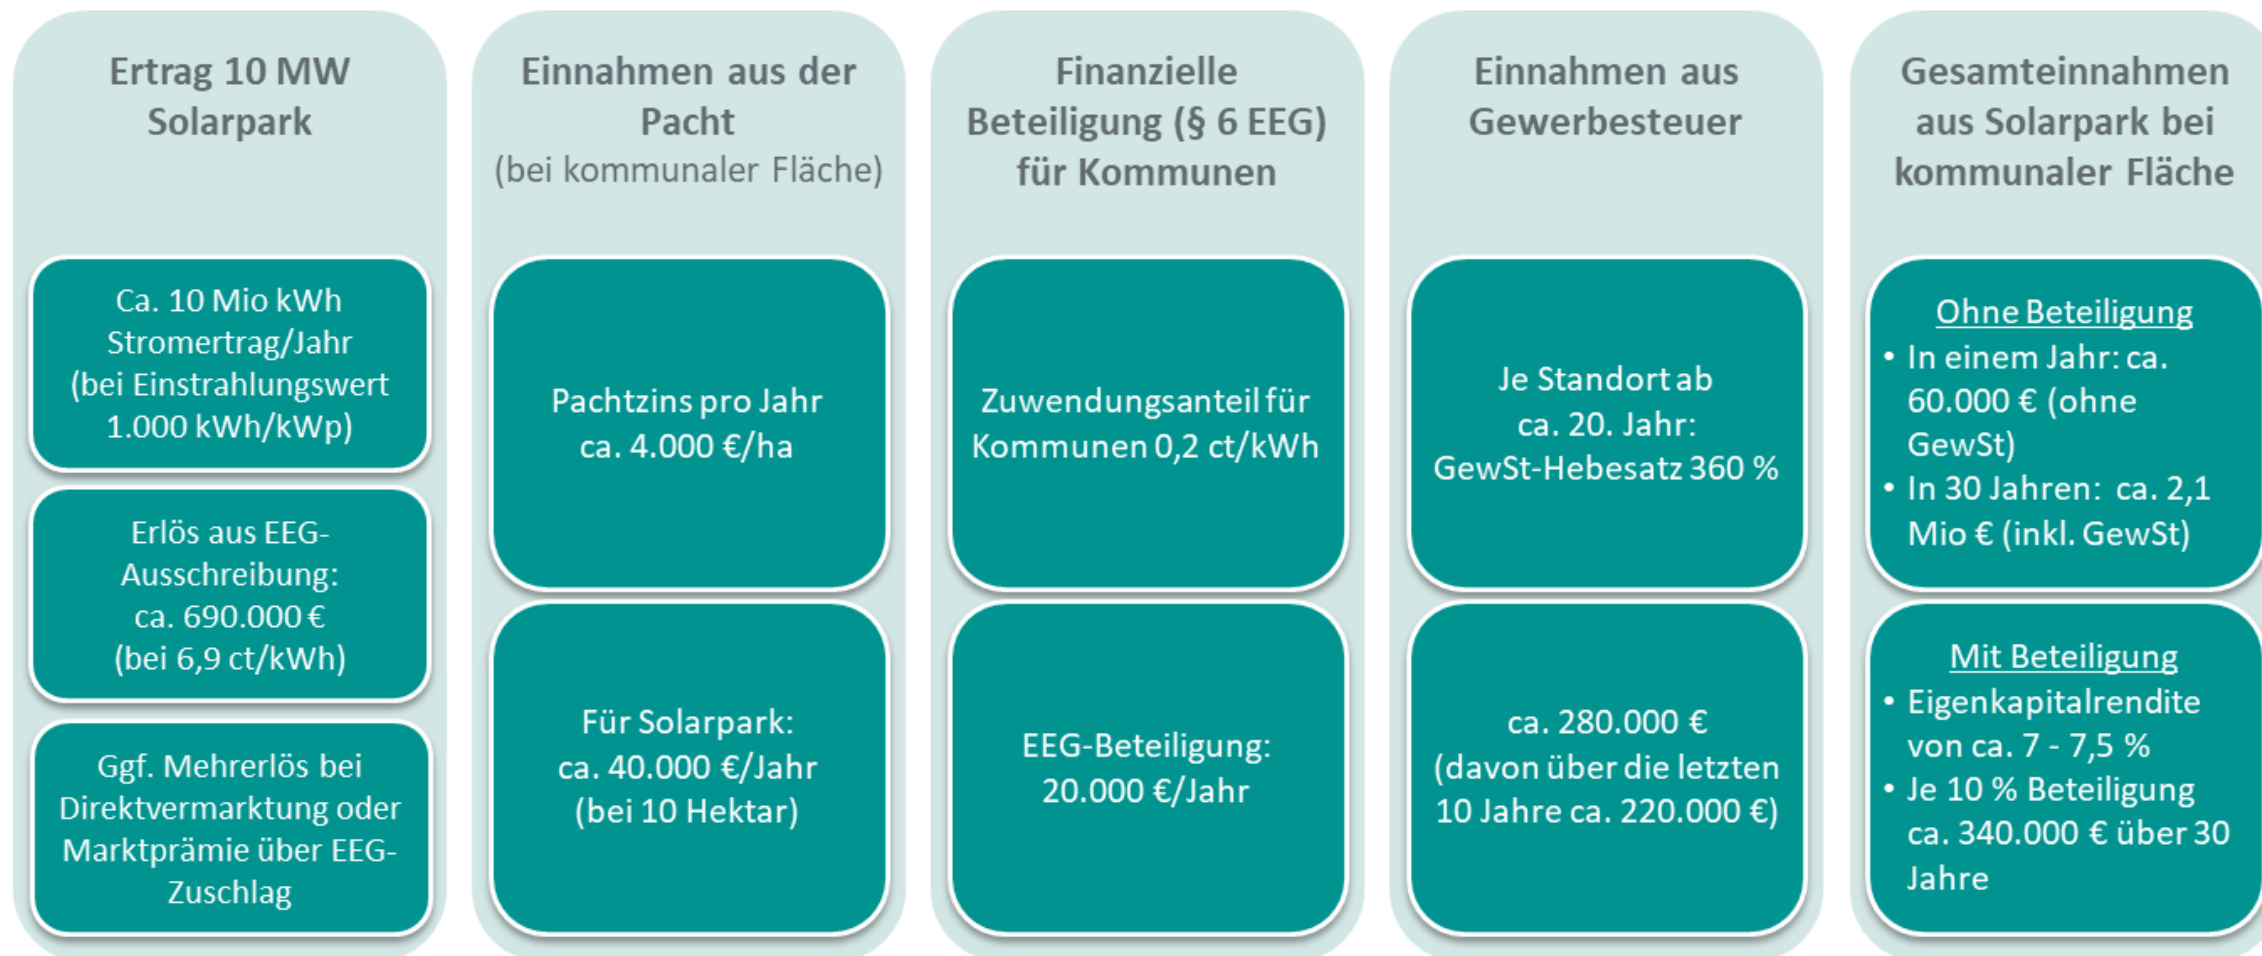 Ertrag 10 MW
Solarpark
Ca. 10 Mio kWh
Stromertrag/Jahr
(bei Einstrahlungswert
1.000 kWh/kWp)
Erlös aus EEG-
Ausschreibung:
ca. 690.000 €
(bei 6,9 ct/kWh)
Ggf. Mehrerlös bei
Direktvermarktung oder
Marktprämie über EEG-
Zuschlag
Einnahmen aus der
Pacht
(bei kommunaler Fläche)
Pachtzins pro Jahr
ca. 4.000 €/ha
Für Solarpark:
ca. 40.000 €/Jahr
(bei 10 Hektar)
Finanzielle
Beteiligung (§ 6 EEG)
für Kommunen
Zuwendungsanteil für
Kommunen 0,2 ct/kWh
EEG-Beteiligung:
20.000 €/Jahr
Einnahmen aus
Gewerbesteuer
Je Standort ab
ca. 20. Jahr:
GewSt-Hebesatz 360 %
ca. 280.000 €
(davon über die letzten
10 Jahre ca. 220.000 €)
Gesamteinnahmen
aus Solarpark bei
kommunaler Fläche
Ohne Beteiligung
• In einem Jahr: ca.
60.000 € (ohne
GewSt)
• In 30 Jahren: ca. 2,1
Mio € (inkl. GewSt)
Mit Beteiligung
• Eigenkapitalrendite
von ca. 7 - 7,5 %
• Je 10 % Beteiligung
ca. 340.000 € über 30
Jahre